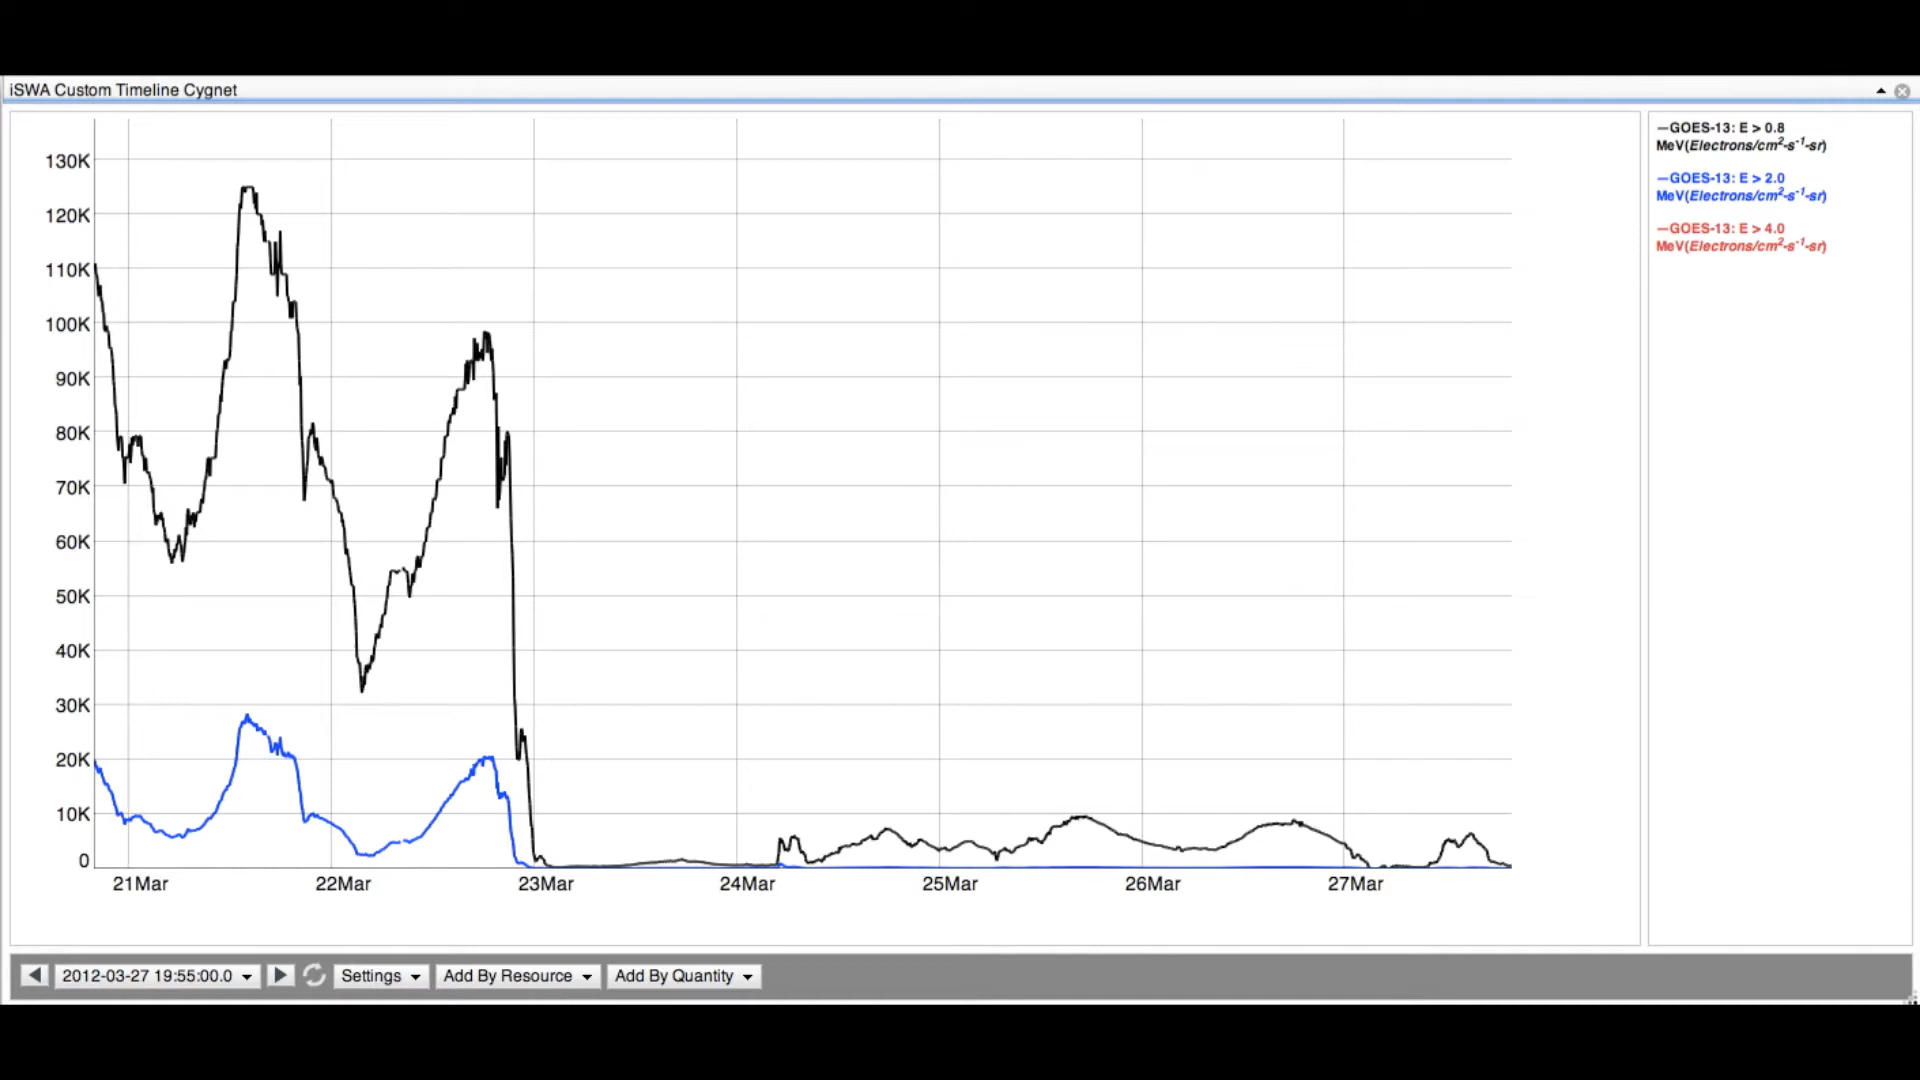 iSWA Custom Timeline Cygnet
130K
120K
110K
100K
90K
80K
70K
60K
50K
40K
30K
20K
10K
0
21Mar 22Mar 23Mar 24Mar 25Mar 26Mar 27Mar
—GOES-13: E > 0.8
MeV(Electrons/cm²-s⁻¹-sr)
—GOES-13: E > 2.0
MeV(Electrons/cm²-s⁻¹-sr)
—GOES-13: E > 4.0
MeV(Electrons/cm²-s⁻¹-sr)
2012-03-27 19:55:00.0 Settings Add By Resource Add By Quantity